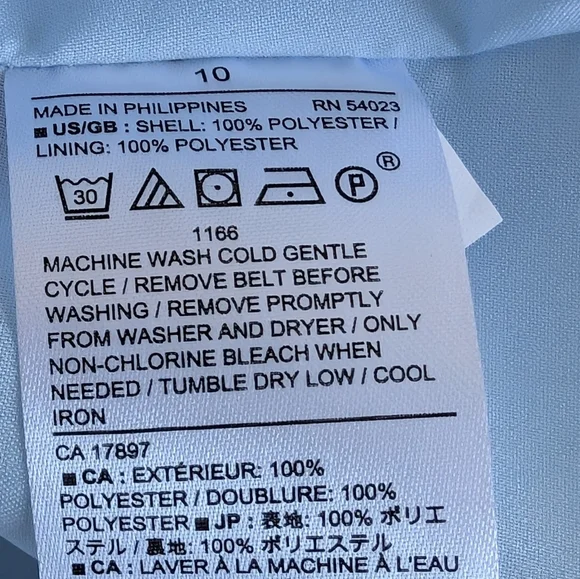 10
MADE IN PHILIPPINES RN 54023
■ US/GB : SHELL: 100% POLYESTER /
LINING: 100% POLYESTER
30 P ®
1166
MACHINE WASH COLD GENTLE
CYCLE / REMOVE BELT BEFORE
WASHING / REMOVE PROMPTLY
FROM WASHER AND DRYER / ONLY
NON-CHLORINE BLEACH WHEN
NEEDED / TUMBLE DRY LOW / COOL
IRON
CA 17897
■ CA : EXTÉRIEUR: 100%
POLYESTER / DOUBLURE: 100%
POLYESTER ■ JP : 表地: 100% ポリエ
ステル / 裏地: 100% ポリエステル
■ CA : LAVER À LA MACHINE À L'EAU